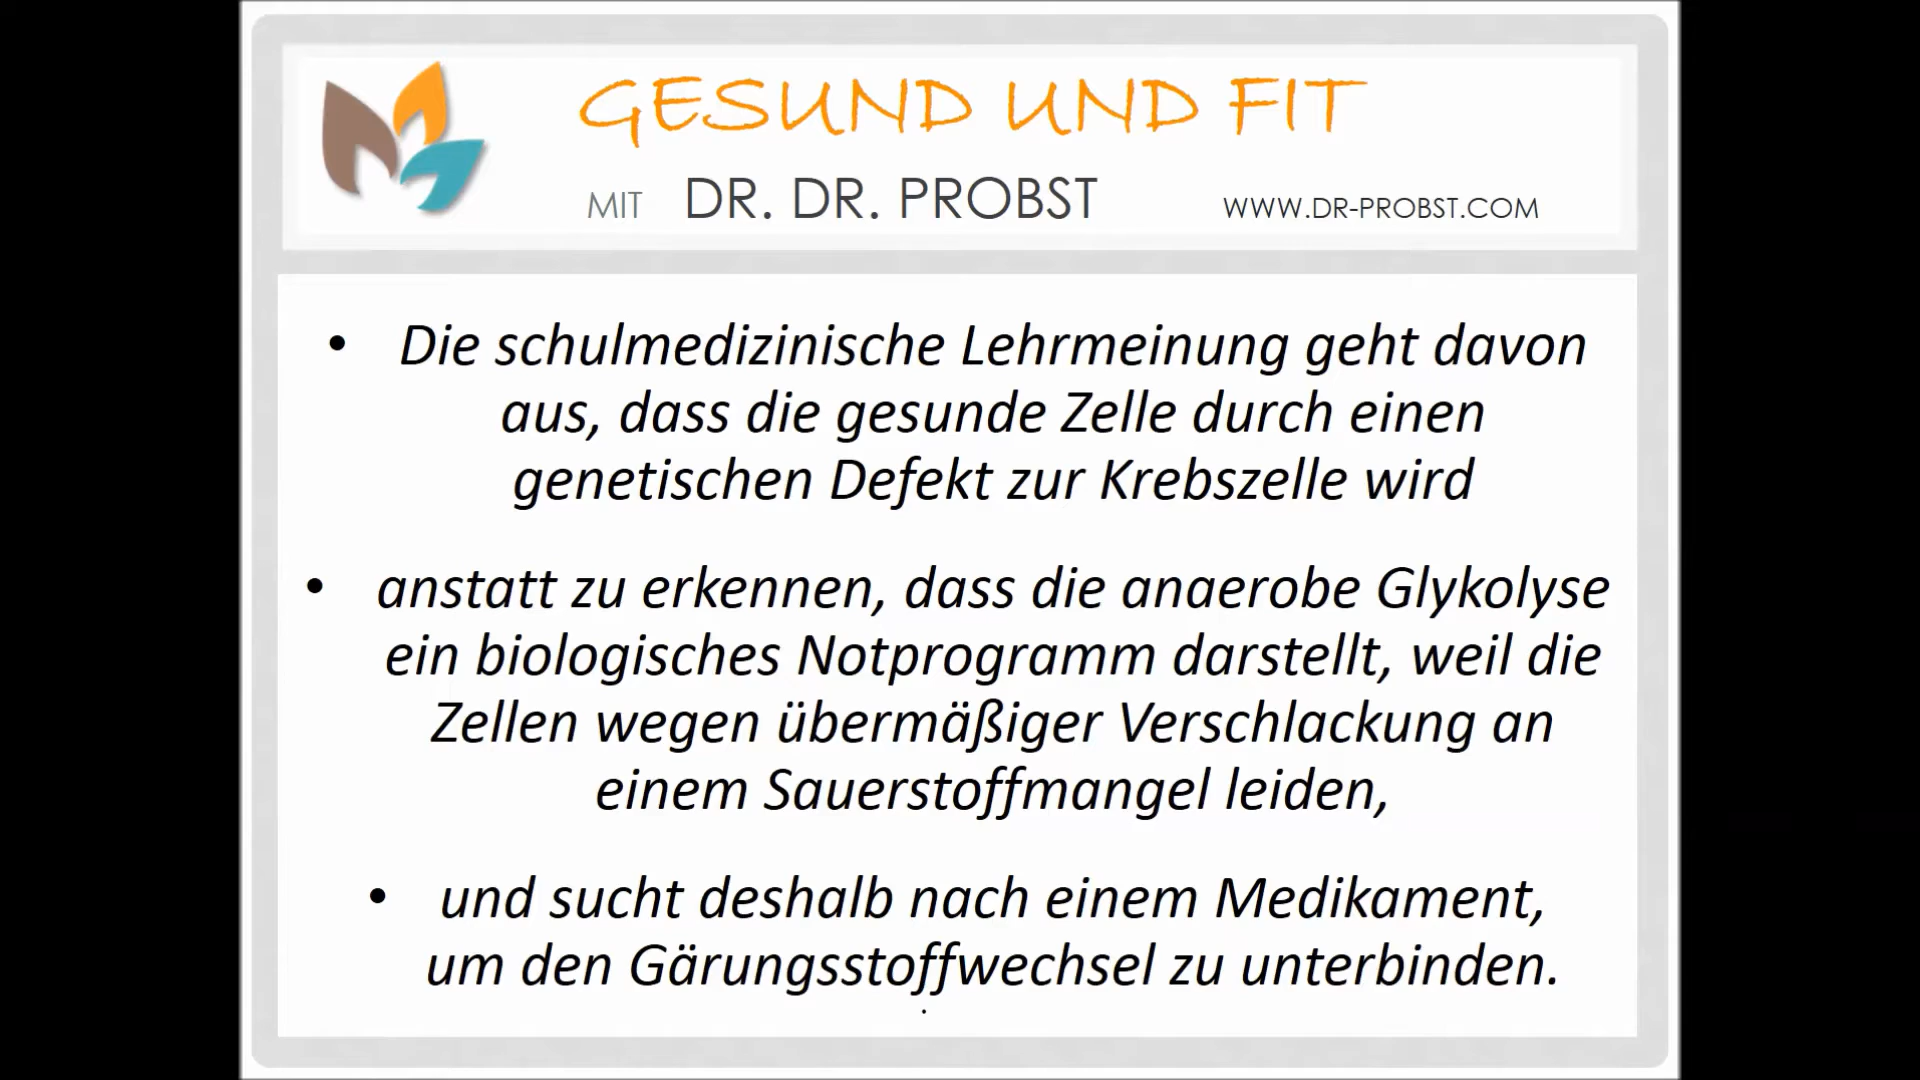 GESUND UND FIT
MIT DR. DR. PROBST WWW.DR-PROBST.COM
• Die schulmedizinische Lehrmeinung geht davon
aus, dass die gesunde Zelle durch einen
genetischen Defekt zur Krebszelle wird
• anstatt zu erkennen, dass die anaerobe Glykolyse
ein biologisches Notprogramm darstellt, weil die
Zellen wegen übermäßiger Verschlackung an
einem Sauerstoffmangel leiden,
• und sucht deshalb nach einem Medikament,
um den Gärungsstoffwechsel zu unterbinden.
.